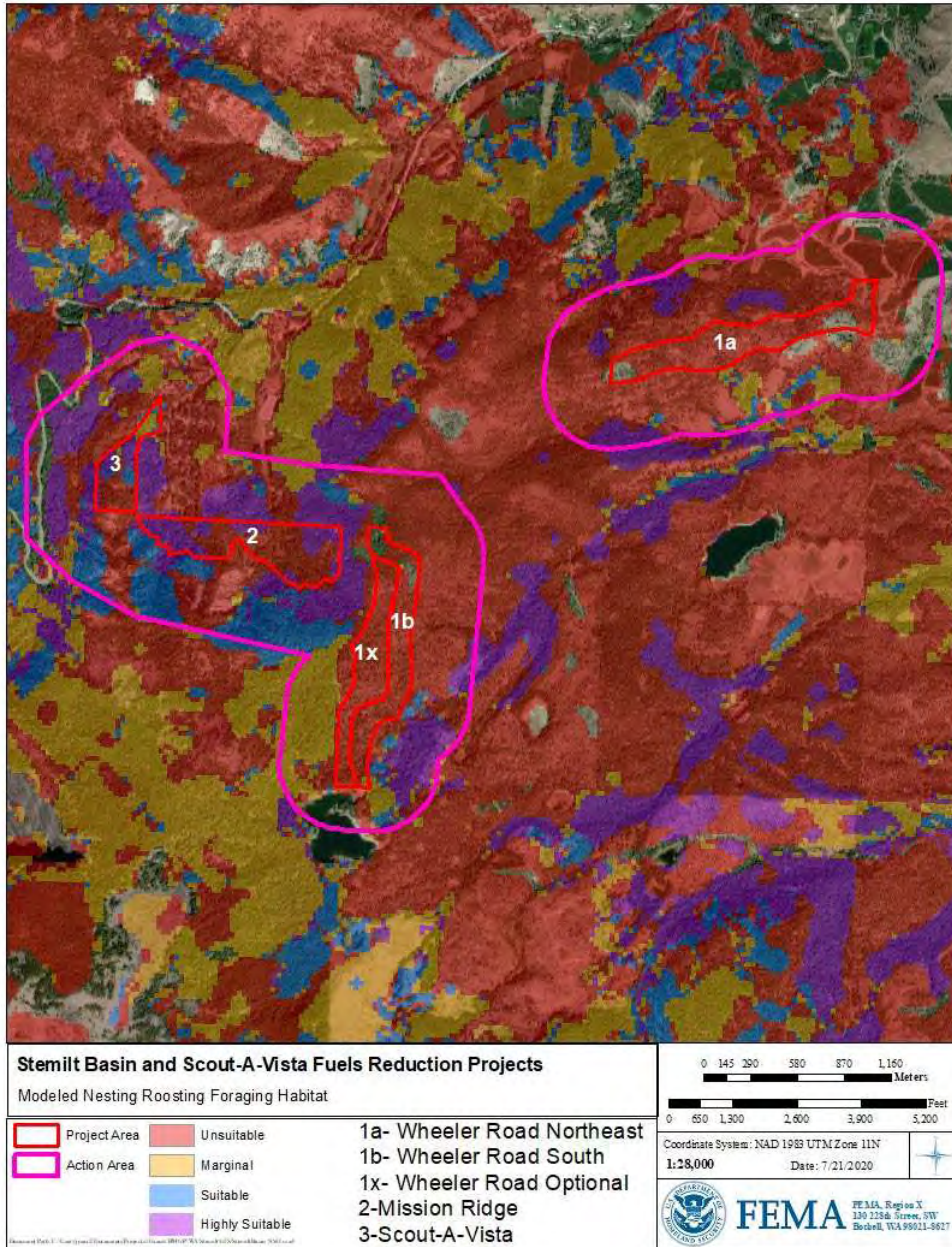 1a
3
2
1b
1x
Stemilt Basin and Scout-A-Vista Fuels Reduction Projects
Modeled Nesting Roosting Foraging Habitat
Project Area
Action Area
Unsuitable
Marginal
Suitable
Highly Suitable
1a- Wheeler Road Northeast
1b- Wheeler Road South
1x- Wheeler Road Optional
2-Mission Ridge
3-Scout-A-Vista
0 145 290 580 870 1,160
Meters
Feet
0 650 1,300 2,600 3,900 5,200
Coordinate System: NAD 1983 UTM Zone 11N
1:28,000 Date: 7/21/2020
FEMA
FEMA, Region X
130 228th Street, SW
Bothell, WA 98021-8627